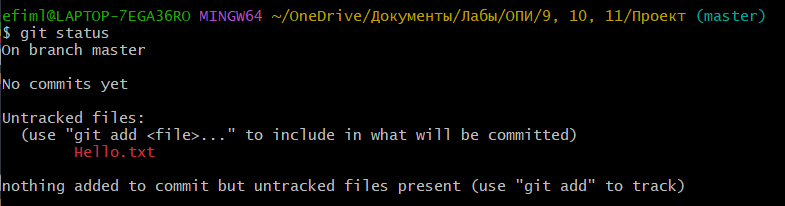 efiml@LAPTOP-7EGA36RO MINGW64 ~/OneDrive/Документы/Лабы/ОПИ/9, 10, 11/Проект (master)
$ git status
On branch master
No commits yet
Untracked files:
(use "git add <file>..." to include in what will be committed)
Hello.txt
nothing added to commit but untracked files present (use "git add" to track)